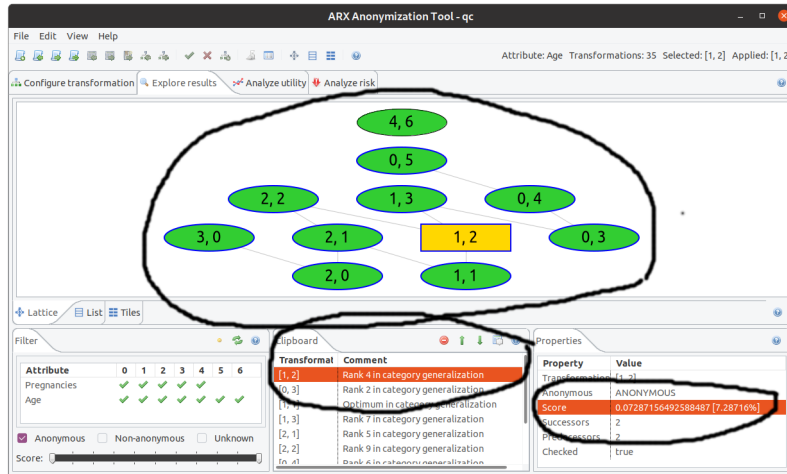 ARX Anonymization Tool - qc
File Edit View Help
Attribute: Age Transformations: 35 Selected: [1, 2] Applied: [1, 2
Configure transformation Explore results Analyze utility Analyze risk
4, 6
0, 5
2, 2 1, 3 0, 4
3, 0 2, 1 1, 2 0, 3
2, 0 1, 1
Lattice List Tiles
Filter
Attribute 0 1 2 3 4 5 6
Pregnancies
Age
Anonymous Non-anonymous Unknown
Score:
Clipboard
Transformat Comment
[1, 2] Rank 4 in category generalization
[0, 3] Rank 2 in category generalization
Optimum in category generalization
[1, 3] Rank 7 in category generalization
[2, 1] Rank 5 in category generalization
[2, 2] Rank 9 in category generalization
[0, 4] Rank 6 in category generalization
Properties
Property Value
Transformation [1, 2]
Anonymous ANONYMOUS
Score 0.07287156492588487 [7.28716%]
Successors 2
Predecessors 2
Checked true